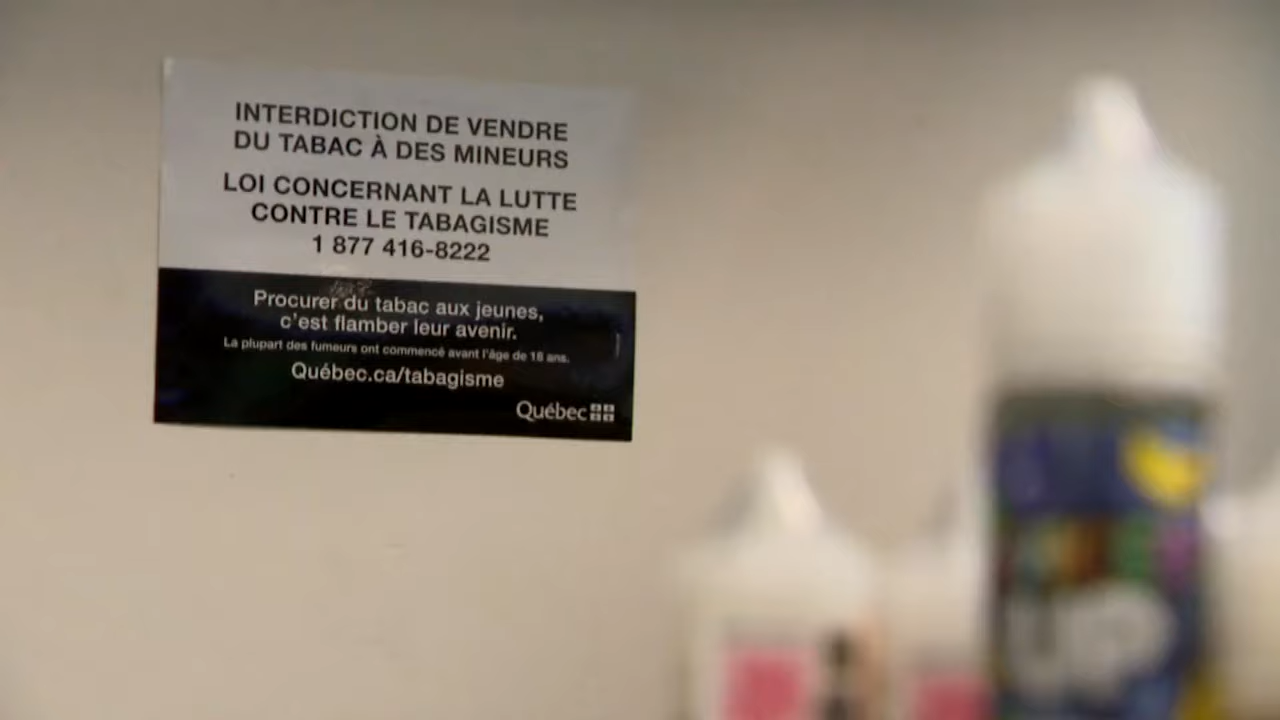 INTERDICTION DE VENDRE
DU TABAC À DES MINEURS
LOI CONCERNANT LA LUTTE
CONTRE LE TABAGISME
1 877 416-8222
Procurer du tabac aux jeunes,
c'est flamber leur avenir.
La plupart des fumeurs ont commencé avant l'âge de 18 ans.
Québec.ca/tabagisme
Québec
UP